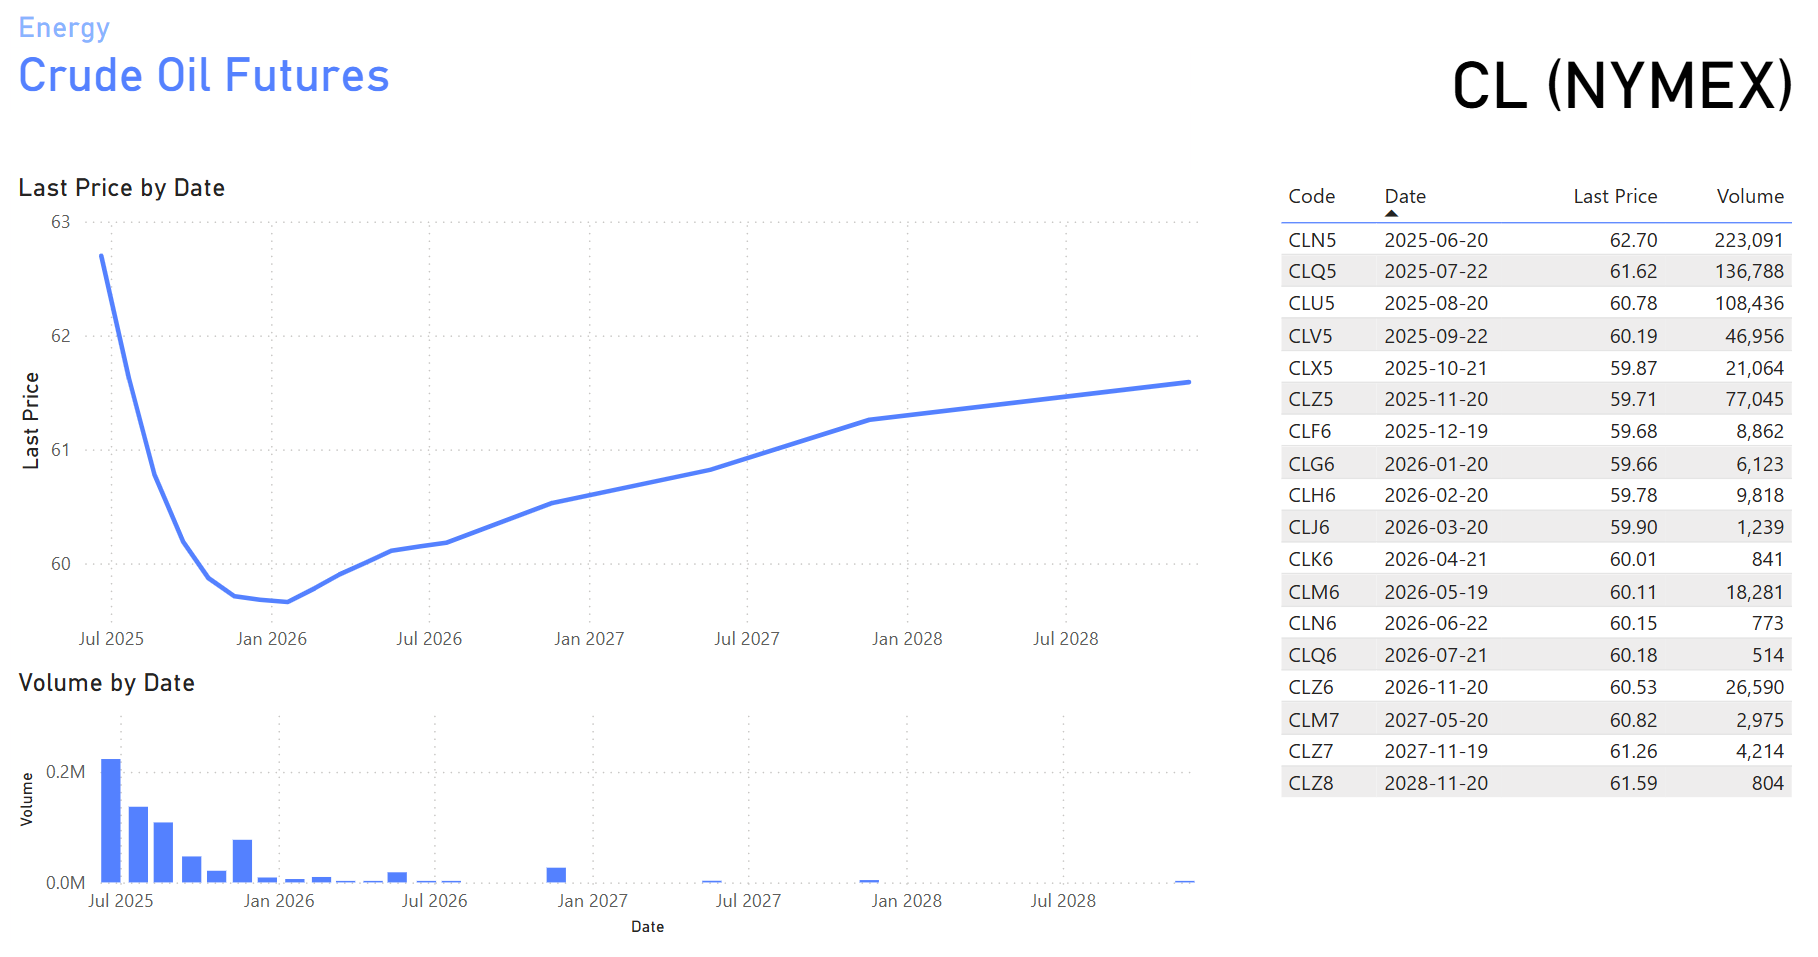 Energy
Crude Oil Futures
CL (NYMEX)
Last Price by Date
63
62
61
60
Last Price
Jul 2025 Jan 2026 Jul 2026 Jan 2027 Jul 2027 Jan 2028 Jul 2028
Volume by Date
0.2M
0.0M
Volume
Jul 2025 Jan 2026 Jul 2026 Jan 2027 Jul 2027 Jan 2028 Jul 2028
Date
Code Date Last Price Volume
CLN5 2025-06-20 62.70 223,091
CLQ5 2025-07-22 61.62 136,788
CLU5 2025-08-20 60.78 108,436
CLV5 2025-09-22 60.19 46,956
CLX5 2025-10-21 59.87 21,064
CLZ5 2025-11-20 59.71 77,045
CLF6 2025-12-19 59.68 8,862
CLG6 2026-01-20 59.66 6,123
CLH6 2026-02-20 59.78 9,818
CLJ6 2026-03-20 59.90 1,239
CLK6 2026-04-21 60.01 841
CLM6 2026-05-19 60.11 18,281
CLN6 2026-06-22 60.15 773
CLQ6 2026-07-21 60.18 514
CLZ6 2026-11-20 60.53 26,590
CLM7 2027-05-20 60.82 2,975
CLZ7 2027-11-19 61.26 4,214
CLZ8 2028-11-20 61.59 804